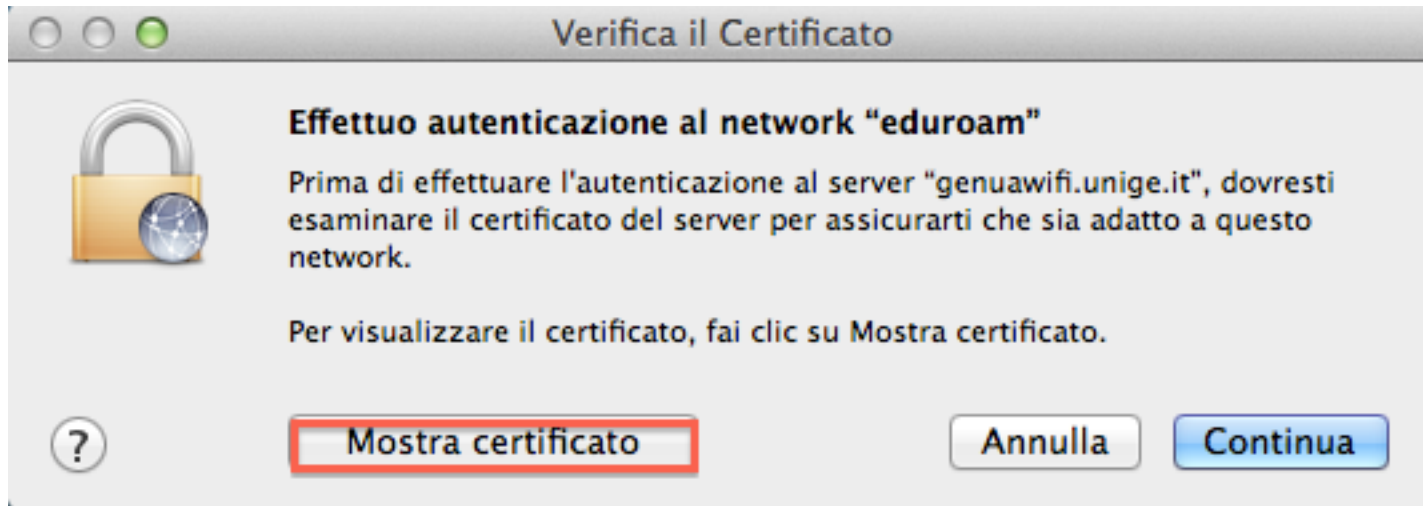 Verifica il Certificato
Effettuo autenticazione al network “eduroam”
Prima di effettuare l'autenticazione al server “genuawifi.unige.it”, dovresti
esaminare il certificato del server per assicurarti che sia adatto a questo
network.
Per visualizzare il certificato, fai clic su Mostra certificato.
?
Mostra certificato
Annulla
Continua